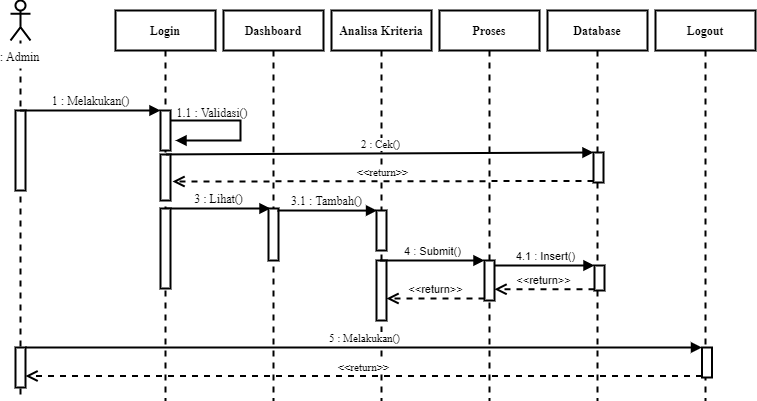 Login
Dashboard
Analisa Kriteria
Proses
Database
Logout
: Admin
1 : Melakukan()
1.1 : Validasi()
2 : Cek()
<<return>>
3 : Lihat()
3.1 : Tambah()
4 : Submit()
4.1 : Insert()
<<return>>
<<return>>
5 : Melakukan()
<<return>>